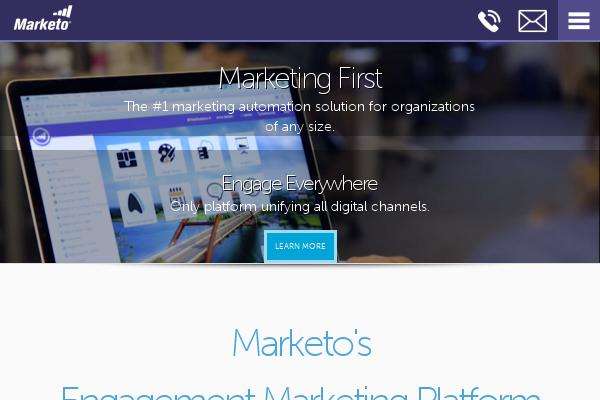 Marketo
Marketing First
The #1 marketing automation solution for organizations
of any size.
Engage Everywhere
Only platform unifying all digital channels.
LEARN MORE
Marketo's
Engagement Marketing Platform